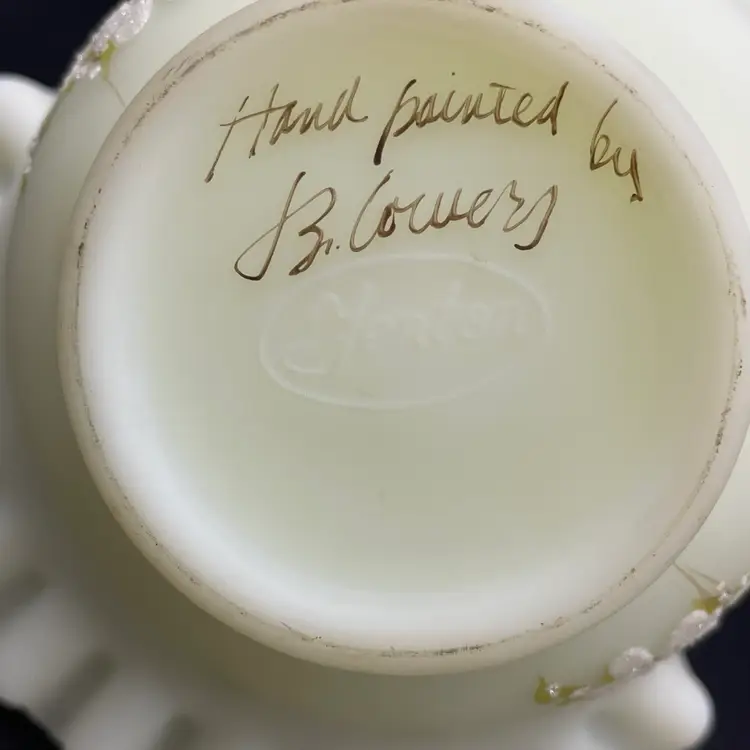 Hand painted by
B. Cowers
Fenton